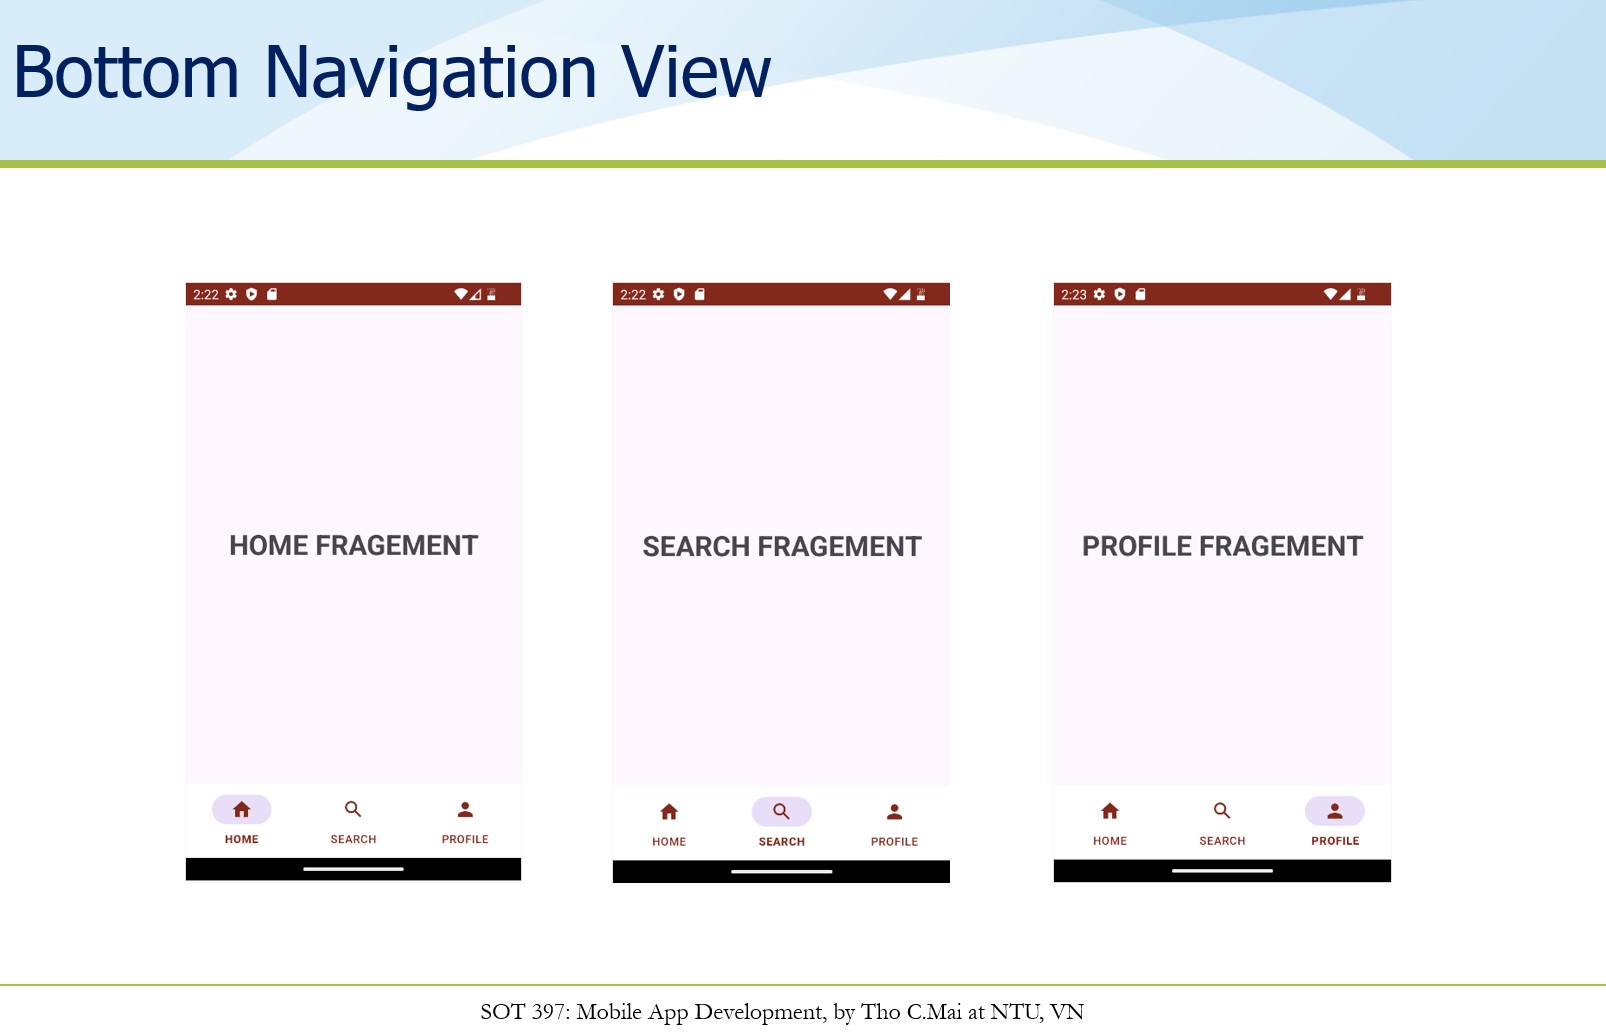 Bottom Navigation View
2:22
2:22
2:23
HOME FRAGEMENT
SEARCH FRAGEMENT
PROFILE FRAGEMENT
HOME SEARCH PROFILE
HOME SEARCH PROFILE
HOME SEARCH PROFILE
SOT 397: Mobile App Development, by Tho C.Mai at NTU, VN